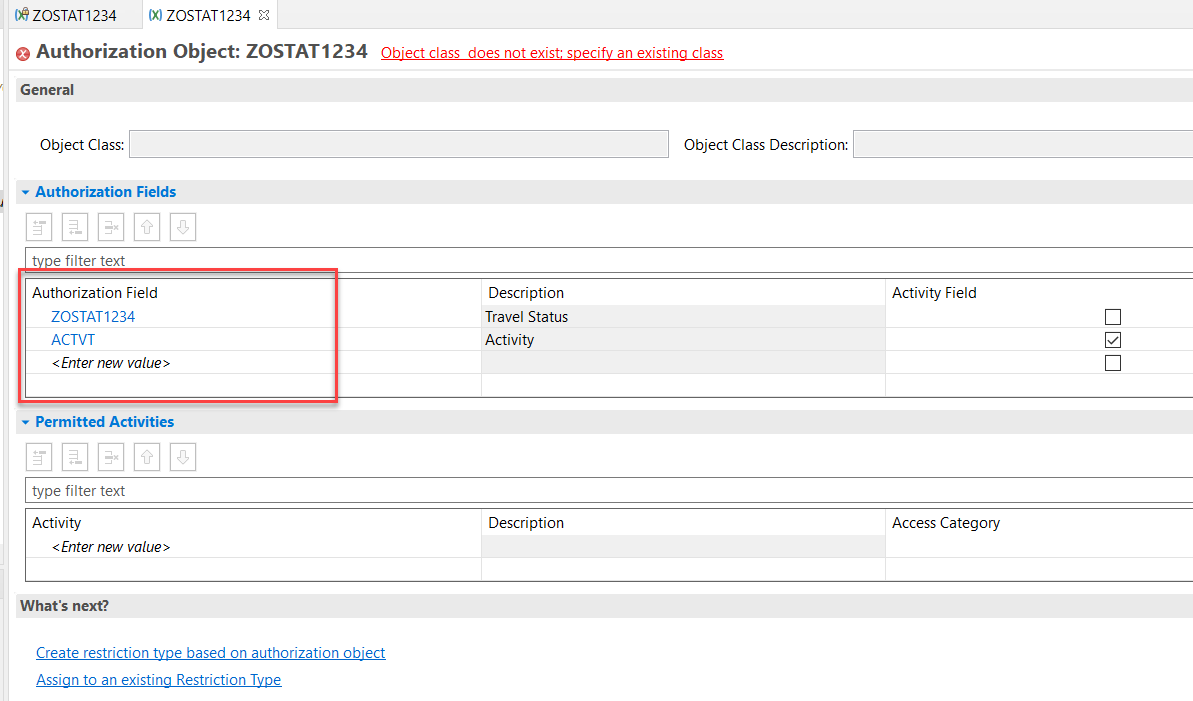 ZOSTAT1234 ZOSTAT1234
Authorization Object: ZOSTAT1234 Object class  does not exist; specify an existing class
General
Object Class: Object Class Description:
Authorization Fields
type filter text
Authorization Field Description Activity Field
ZOSTAT1234 Travel Status
ACTVT Activity
<Enter new value>
Permitted Activities
type filter text
Activity Description Access Category
<Enter new value>
What's next?
Create restriction type based on authorization object
Assign to an existing Restriction Type